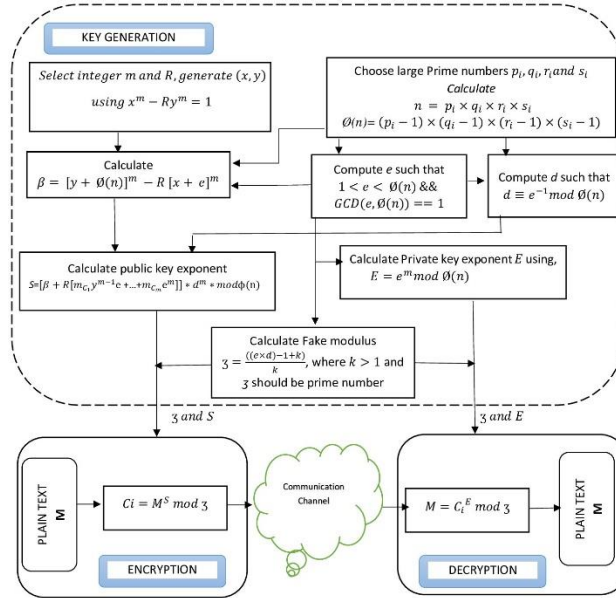 KEY GENERATION
Select integer m and R, generate (x, y)
using x^m − Ry^m = 1
Choose large Prime numbers p_i, q_i, r_i and s_i
Calculate
n = p_i × q_i × r_i × s_i
Ø(n)= (p_i − 1) × (q_i − 1) × (r_i − 1) × (s_i − 1)
Calculate
β = [y + Ø(n)]^m − R [x + e]^m
Compute e such that
1 < e < Ø(n) &&
GCD(e, Ø(n)) == 1
Compute d such that
d ≡ e^−1 mod Ø(n)
Calculate public key exponent
S=[β + R[m_C₁ y^m−1 e +...+m_Cₘ e^m]] * d^m * modϕ(n)
Calculate Private key exponent E using,
E = e^m mod Ø(n)
Calculate Fake modulus
ʒ = ((e×d)−1+k)/k, where k > 1 and
ʒ should be prime number
ʒ and S
ʒ and E
PLAIN TEXT
M
Ci = M^S mod ʒ
ENCRYPTION
Communication
Channel
M = C_i^E mod ʒ
PLAIN TEXT
M
DECRYPTION